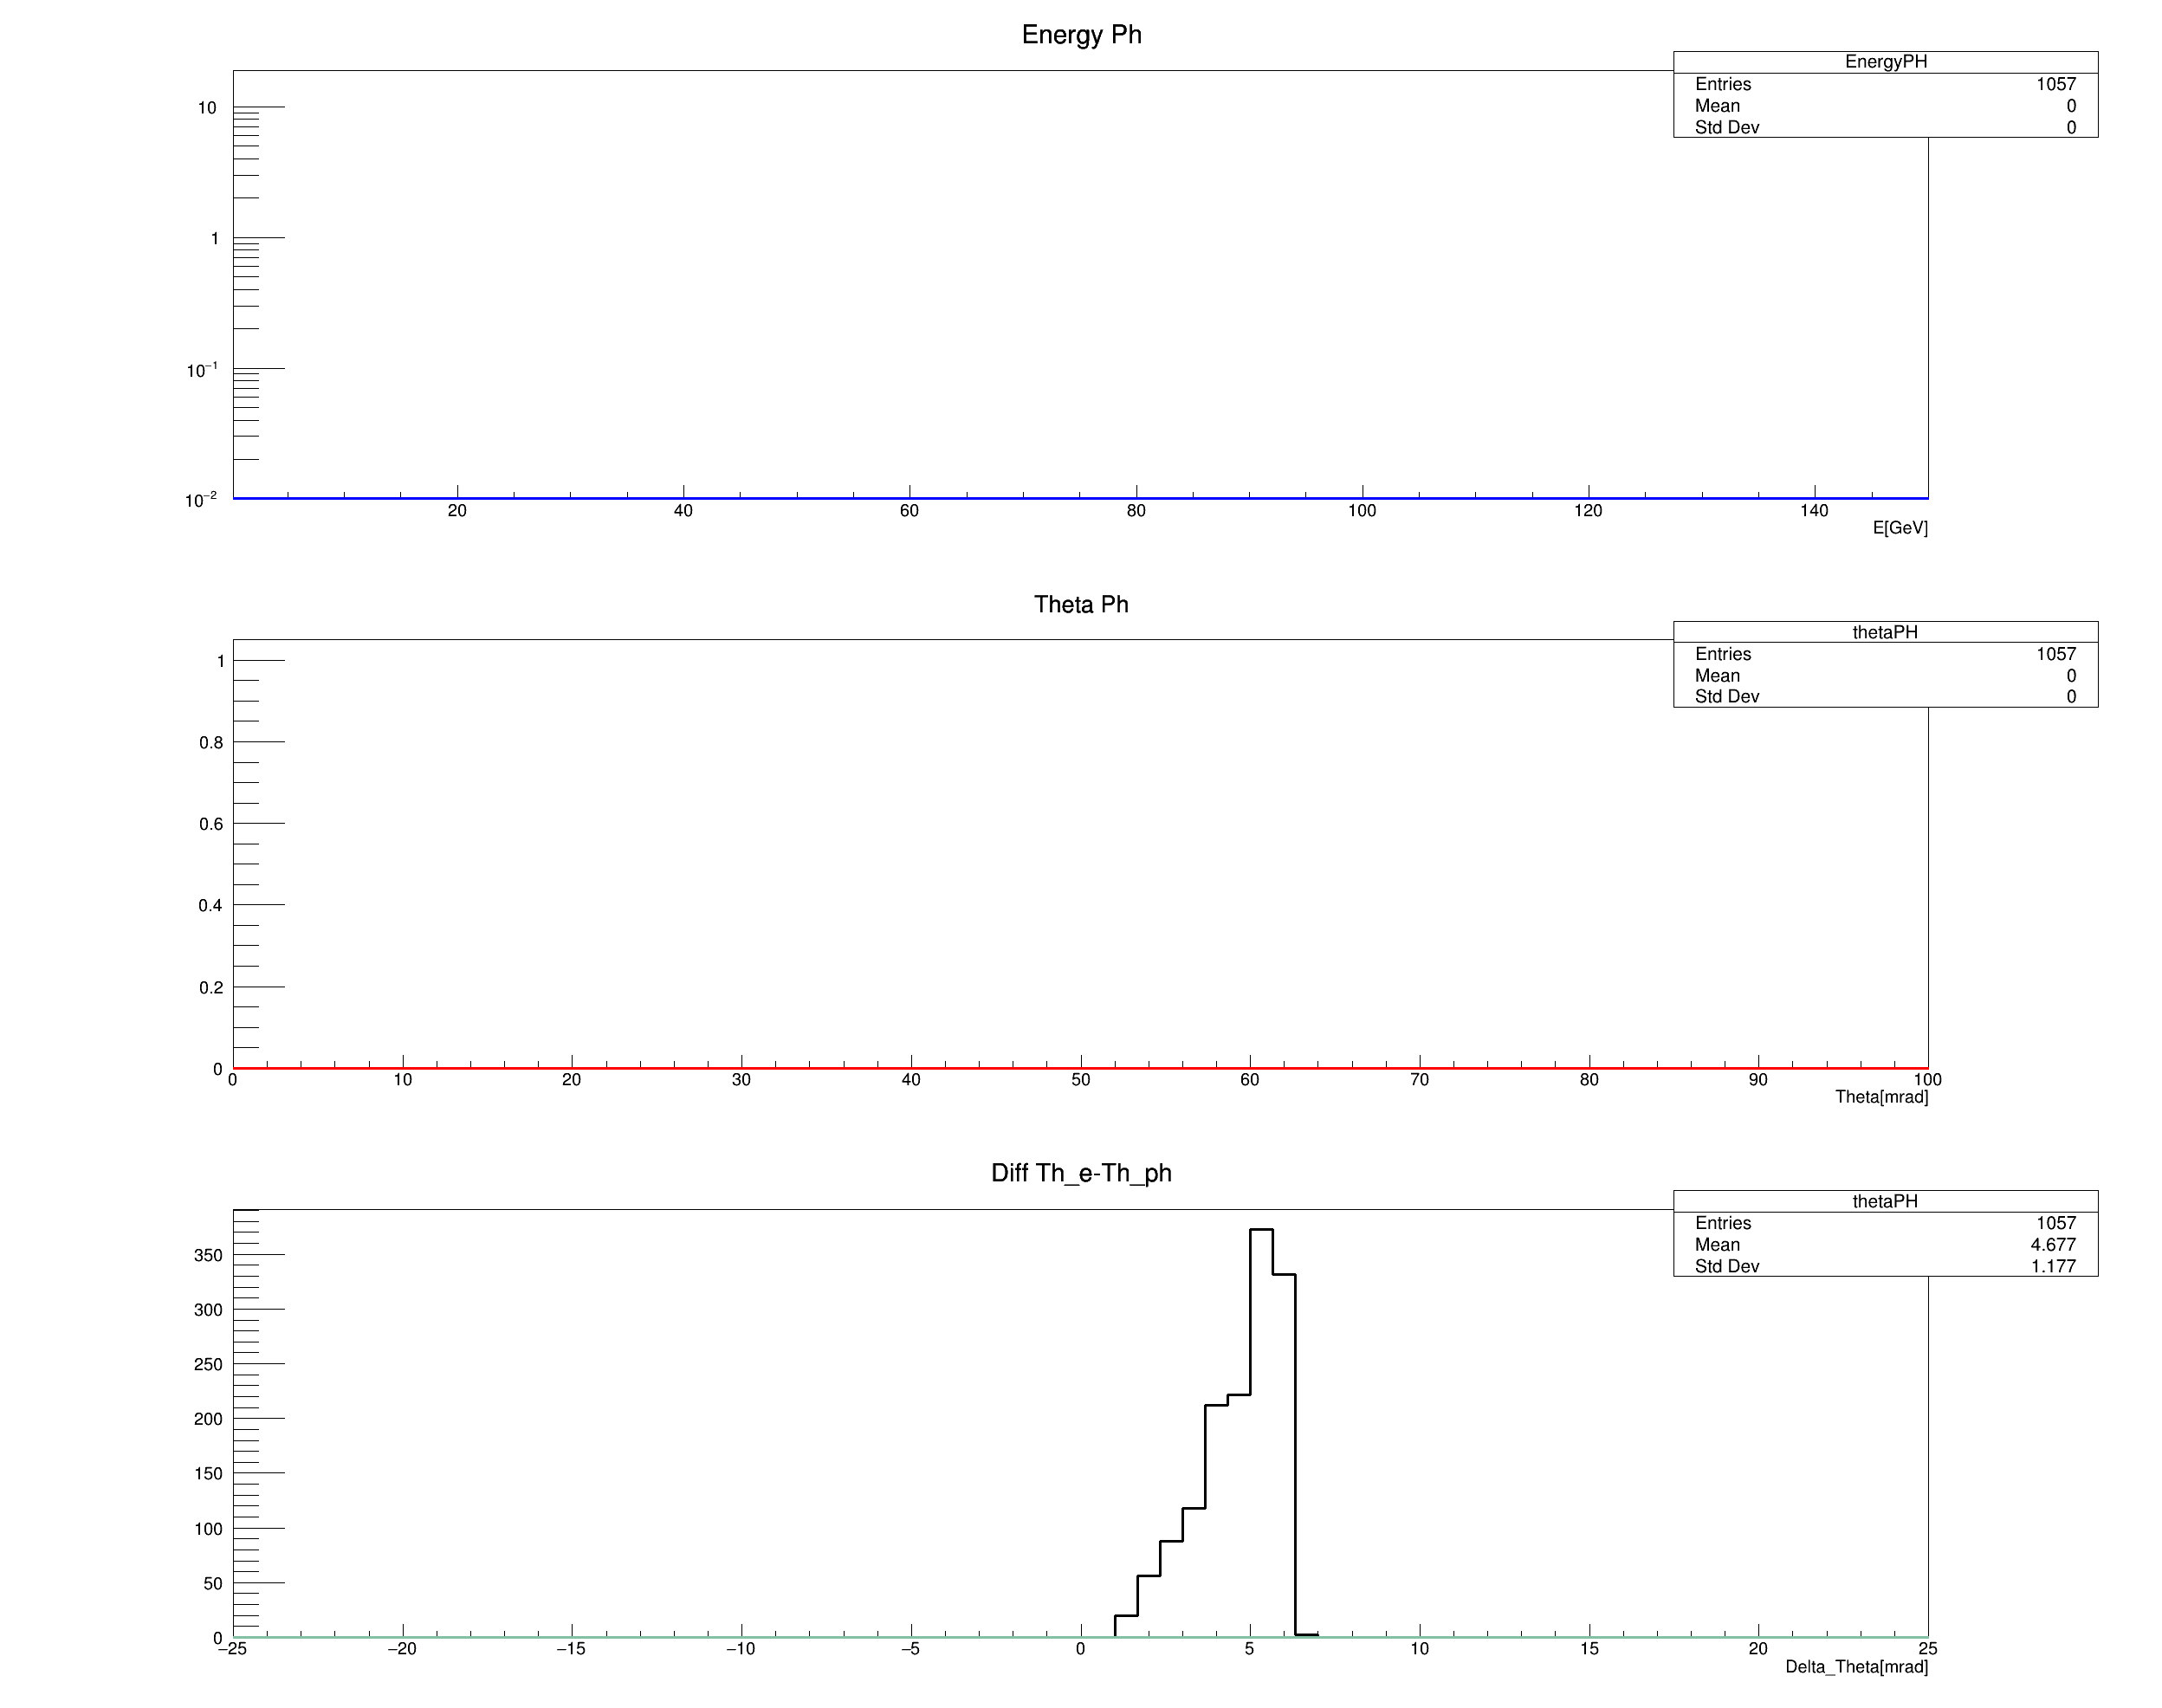 Energy Ph
EnergyPH
Entries 1057
Mean 0
Std Dev 0
10
1
10⁻¹
10⁻²
20 40 60 80 100 120 140
E[GeV]
Theta Ph
thetaPH
Entries 1057
Mean 0
Std Dev 0
1
0.8
0.6
0.4
0.2
0
0 10 20 30 40 50 60 70 80 90 100
Theta[mrad]
Diff Th_e-Th_ph
thetaPH
Entries 1057
Mean 4.677
Std Dev 1.177
350
300
250
200
150
100
50
0
−25 −20 −15 −10 −5 0 5 10 15 20 25
Delta_Theta[mrad]